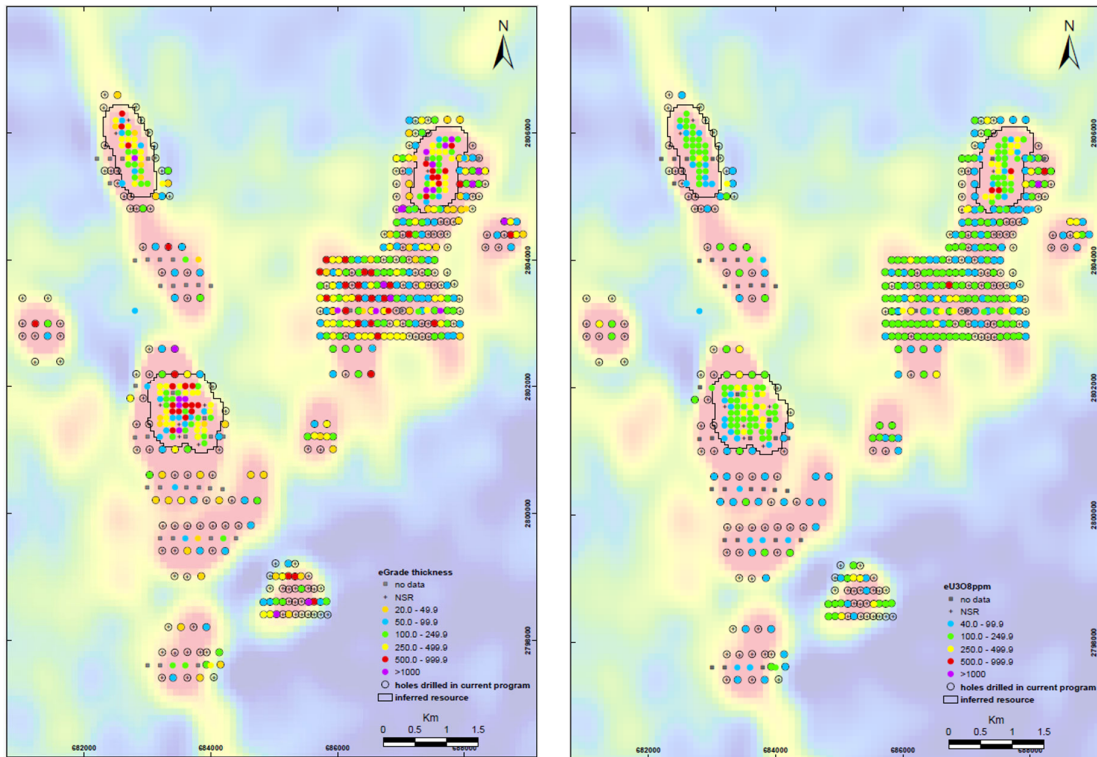 N
2806000
2804000
2802000
2800000
2798000
682000
684000
686000
688000
eGrade thickness
no data
NSR
20.0 - 49.9
50.0 - 99.9
100.0 - 249.9
250.0 - 499.9
500.0 - 999.9
>1000
holes drilled in current program
inferred resource
Km
0 0.5 1 1.5
N
2806000
2804000
2802000
2800000
2798000
682000
684000
686000
688000
eU3O8ppm
no data
NSR
40.0 - 99.9
100.0 - 249.9
250.0 - 499.9
500.0 - 999.9
>1000
holes drilled in current program
inferred resource
Km
0 0.5 1 1.5